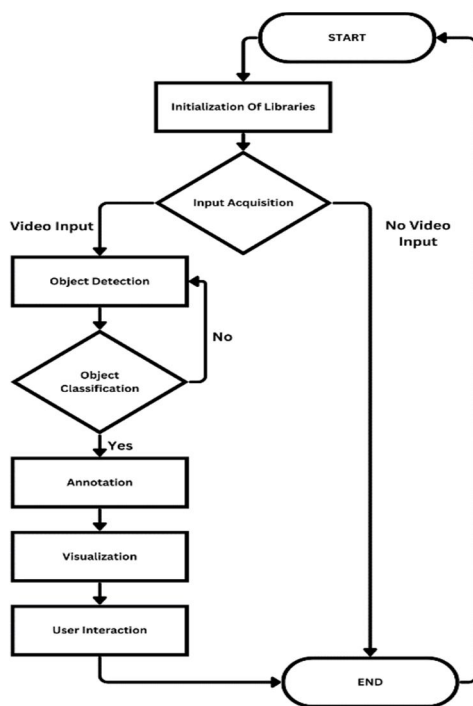 START
Initialization Of Libraries
Input Acquisition
Video Input
No Video
Input
Object Detection
No
Object
Classification
Yes
Annotation
Visualization
User Interaction
END